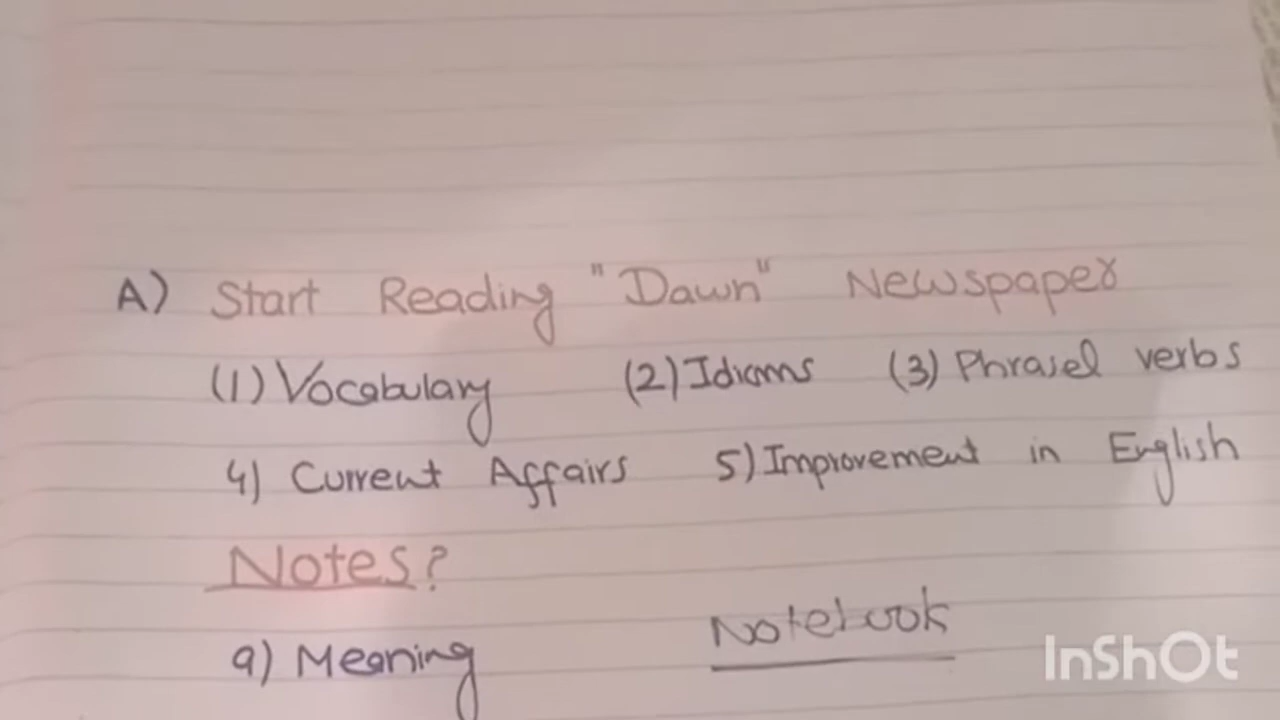 A) Start Reading "Dawn" Newspaper
(1) Vocabulary (2) Idioms (3) Phrasel verbs
4) Current Affairs 5) Improvement in English
Notes?
a) Meaning Notebook
InShOt